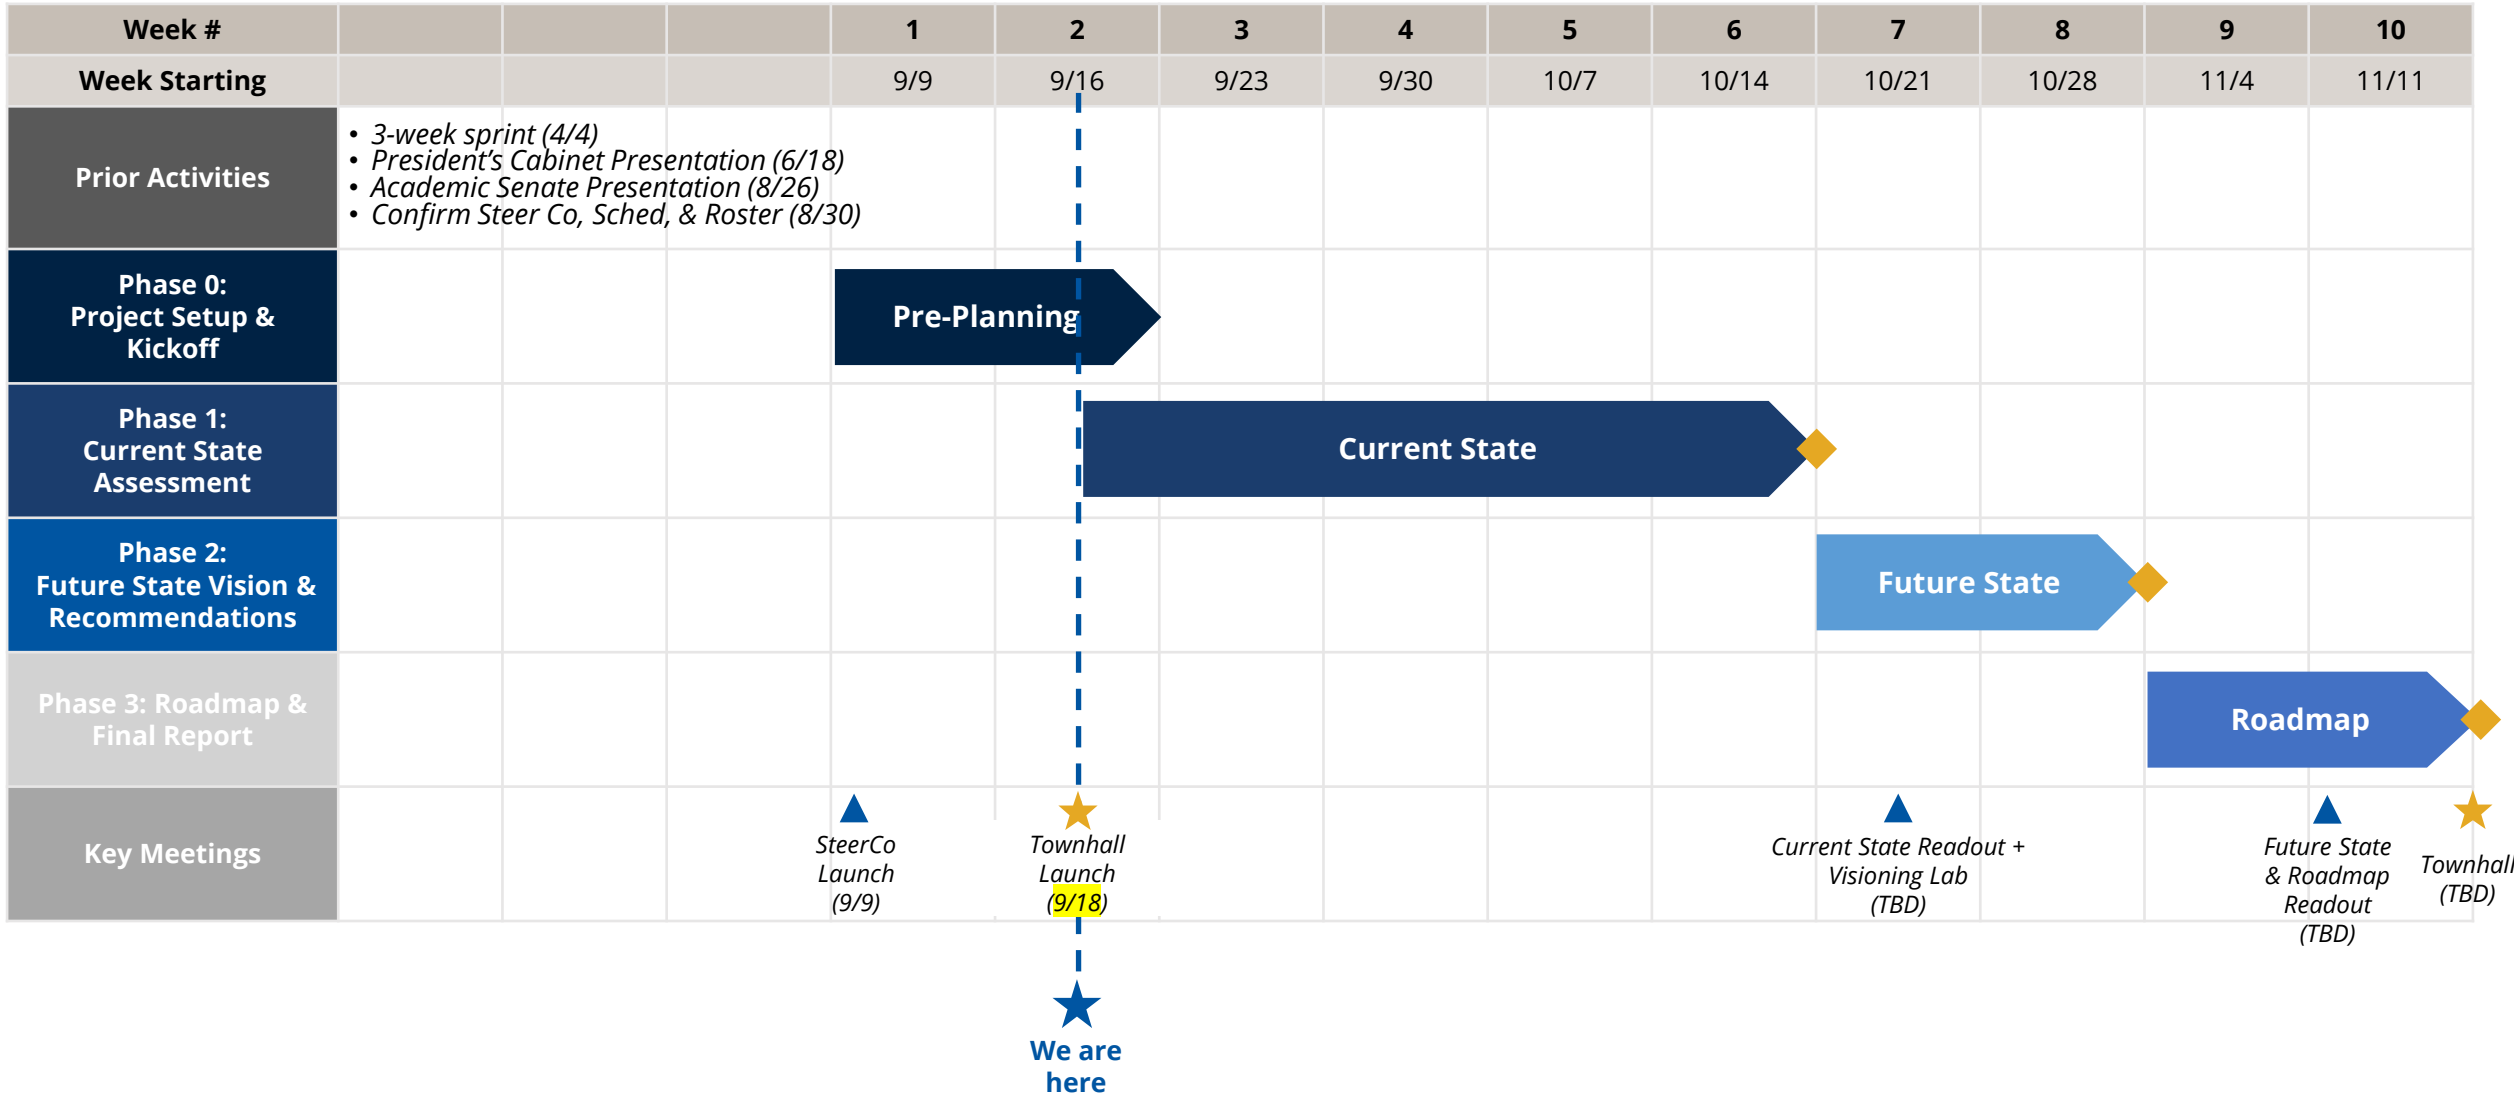 Week # 1 2 3 4 5 6 7 8 9 10
Week Starting 9/9 9/16 9/23 9/30 10/7 10/14 10/21 10/28 11/4 11/11
Prior Activities
• 3-week sprint (4/4)
• President’s Cabinet Presentation (6/18)
• Academic Senate Presentation (8/26)
• Confirm Steer Co, Sched, & Roster (8/30)
Phase 0:
Project Setup &
Kickoff
Pre-Planning
Phase 1:
Current State
Assessment
Current State
Phase 2:
Future State Vision &
Recommendations
Future State
Phase 3: Roadmap &
Final Report
Roadmap
Key Meetings
SteerCo
Launch
(9/9)
Townhall
Launch
(9/18)
Current State Readout +
Visioning Lab
(TBD)
Future State
& Roadmap
Readout
(TBD)
Townhall
(TBD)
We are
here